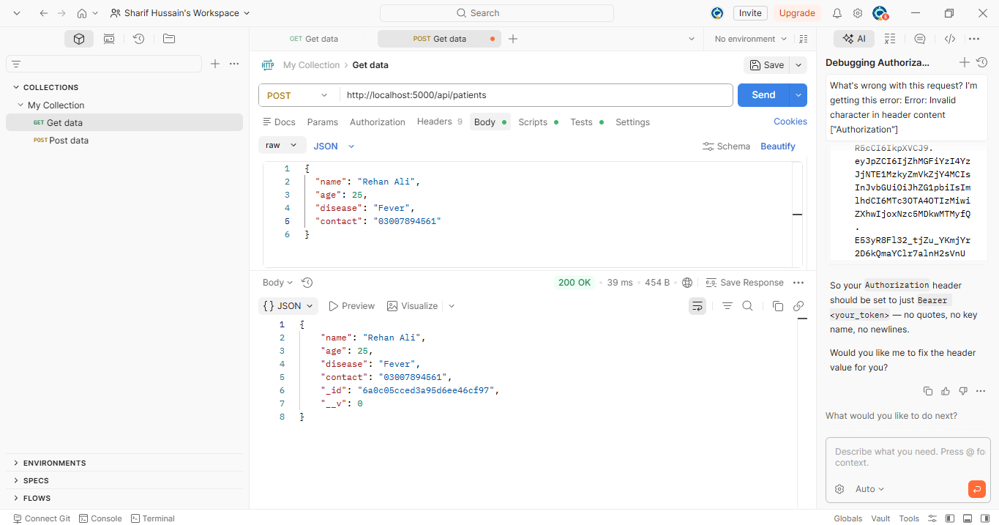 Sharif Hussain's Workspace
Search
Invite
Upgrade
5
GET Get data
POST Get data
No environment
AI
HTTP My Collection > Get data
Save
Debugging Authoriza...
COLLECTIONS
My Collection
GET Get data
POST Post data
POST
http://localhost:5000/api/patients
Send
Docs
Params
Authorization
Headers 9
Body
Scripts
Tests
Settings
Cookies
raw
JSON
Schema
Beautify
1 {
2 "name": "Rehan Ali",
3 "age": 25,
4 "disease": "Fever",
5 "contact": "03007894561"
6 }
Body
200 OK
39 ms
454 B
e.g. Save Response
{} JSON
Preview
Visualize
1 {
2 "name": "Rehan Ali",
3 "age": 25,
4 "disease": "Fever",
5 "contact": "03007894561",
6 "_id": "6a0c05cced3a95d6ee46cf97",
7 "__v": 0
8 }
What's wrong with this request? I'm
getting this error: Error: Invalid
character in header content
["Authorization"]
R5cCI6IkpXVCJ9.
eyJpZCI6IjZhMGFiYzI4Yz
JjNTE1MzkyZmVkZjY4MCIs
InJvbGUiOiJhZG1pbiIsIm
lhdCI6MTc3OTA4OTIzMiwi
ZXhwIjoxNzc5MDkwMTMyfQ
.
E53yR8Fl32_tjZu_YKmjYr
2D6kQmaYClr7alnH2sVnU
So your Authorization header
should be set to just Bearer
<your_token> — no quotes, no key
name, no newlines.
Would you like me to fix the header
value for you?
What would you like to do next?
Describe what you need. Press @ for
context.
Auto
ENVIRONMENTS
SPECS
FLOWS
Connect Git
Console
Terminal
Globals
Vault
Tools